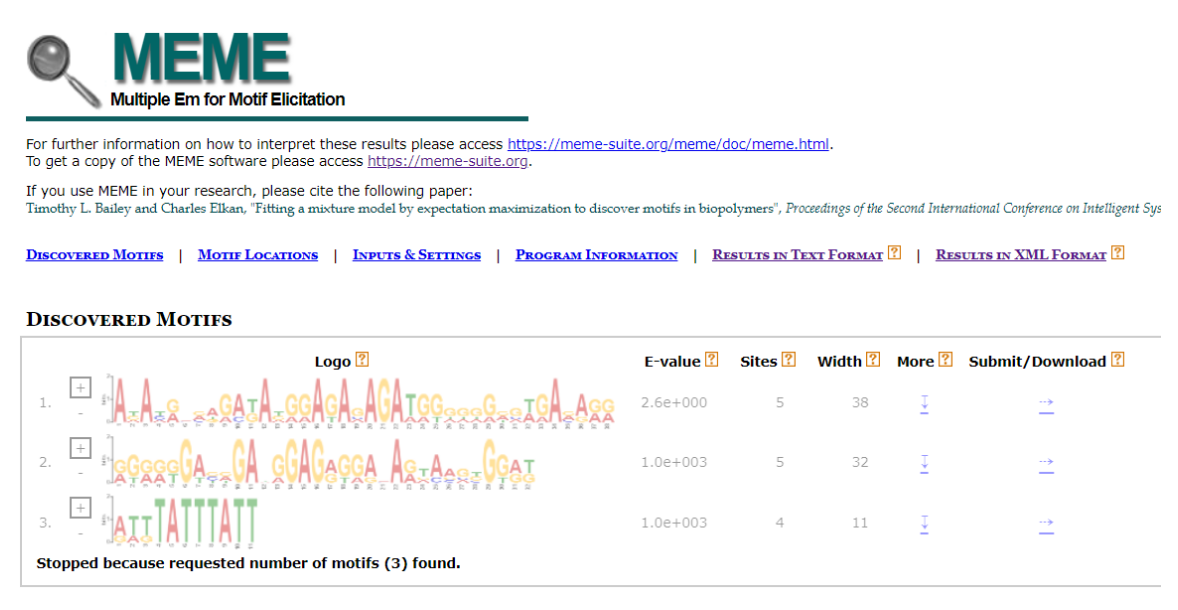 MEME
Multiple Em for Motif Elicitation
For further information on how to interpret these results please access https://meme-suite.org/meme/doc/meme.html.
To get a copy of the MEME software please access https://meme-suite.org.
If you use MEME in your research, please cite the following paper:
Timothy L. Bailey and Charles Elkan, "Fitting a mixture model by expectation maximization to discover motifs in biopolymers", Proceedings of the Second International Conference on Intelligent Sys
DISCOVERED MOTIFS | MOTIF LOCATIONS | INPUTS & SETTINGS | PROGRAM INFORMATION | RESULTS IN TEXT FORMAT ? | RESULTS IN XML FORMAT ?
DISCOVERED MOTIFS
Logo ? E-value ? Sites ? Width ? More ? Submit/Download ?
1. + - 2.6e+000 5 38
2. + - 1.0e+003 5 32
3. + - TATTTATT 1.0e+003 4 11
Stopped because requested number of motifs (3) found.